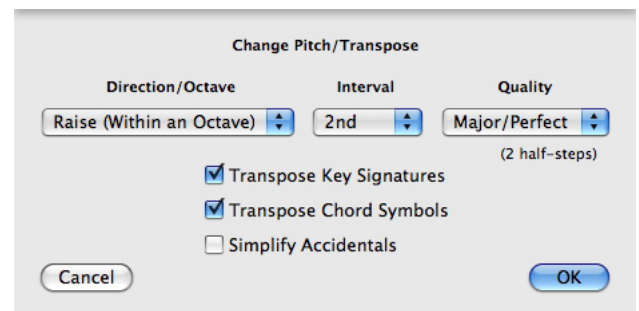 Change Pitch/Transpose
Direction/Octave Interval Quality
Raise (Within an Octave) 2nd Major/Perfect
(2 half-steps)
Transpose Key Signatures
Transpose Chord Symbols
Simplify Accidentals
Cancel OK